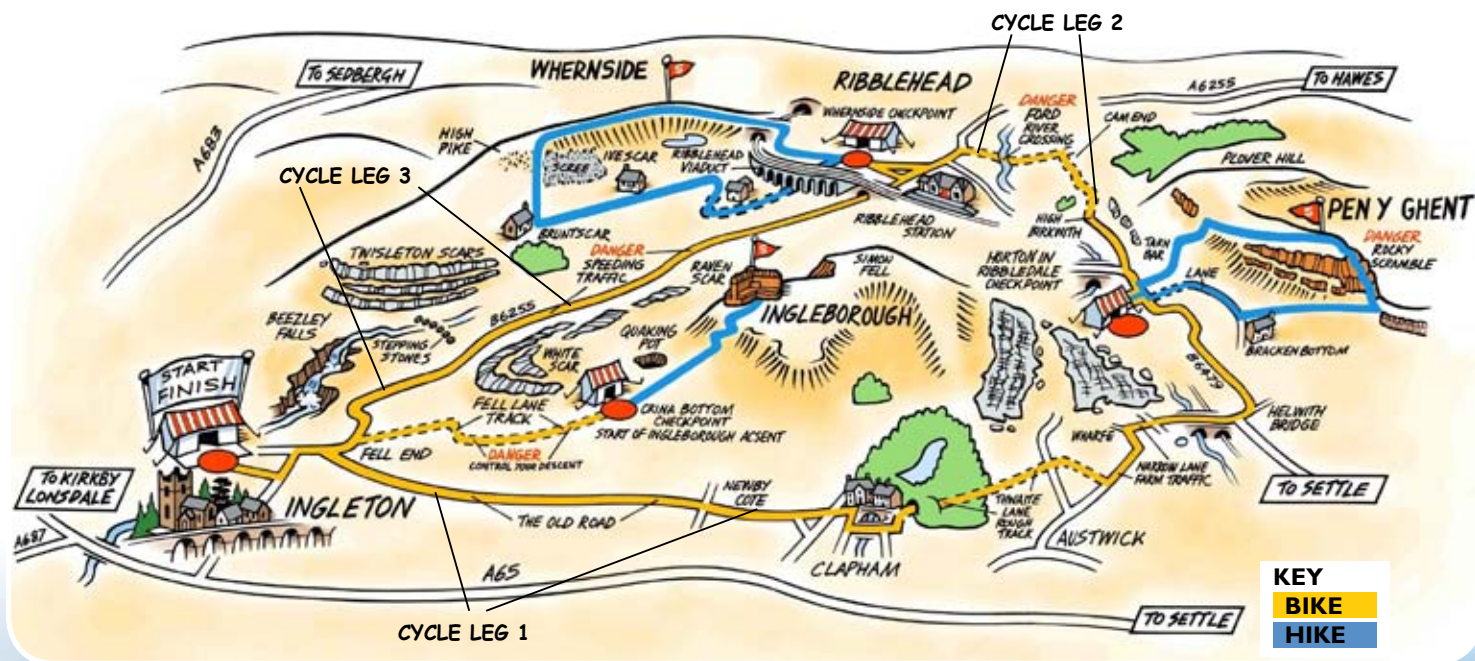 CYCLE LEG 2
TO SEDBERGH
WHERNSIDE
RIBBLEHEAD
A6255
TO HAWES
A683
HIGH
PIKE
WHERNSIDE CHECKPOINT
DANGER
FORD
RIVER
CROSSING
CAM END
PLOVER HILL
CYCLE LEG 3
SCREE
IVESCAR
RIBBLEHEAD
VIADUCT
PEN Y GHENT
DANGER
ROCKY
SCRAMBLE
BRUNTSCAR
RIBBLEHEAD
STATION
HIGH
BIRKWITH
TARN
BAR
LANE
TWISLETON SCARS
DANGER
SPEEDING
TRAFFIC
RAVEN
SCAR
SIMON
FELL
HORTON IN
RIBBLEDALE
CHECKPOINT
B6255
INGLEBOROUGH
BEEZLEY
FALLS
STEPPING
STONES
WHITE
SCAR
QUAKING
POT
BRACKEN BOTTOM
B6479
START
FINISH
FELL LANE
TRACK
CRINA BOTTOM
CHECKPOINT
START OF INGLEBOROUGH ACSENT
HELWITH
BRIDGE
WHARFE
FELL END
DANGER
CONTROL YOUR DESCENT
NARROW LANE
FARM TRAFFIC
TO KIRKBY
LONSDALE
INGLETON
NEWBY
COTE
THE OLD ROAD
THWAITE
LANE
ROUGH
TRACK
TO SETTLE
A687
AUSTWICK
CLAPHAM
A65
CYCLE LEG 1
TO SETTLE
KEY
BIKE
HIKE